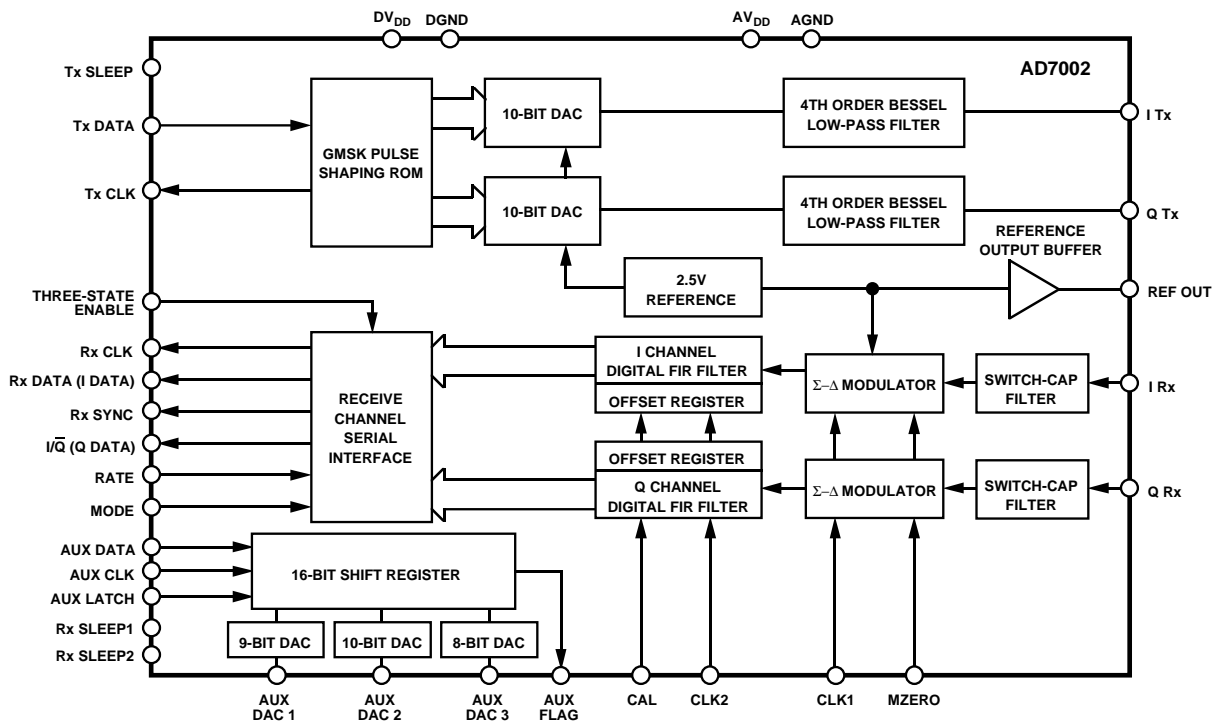 DVDD
DGND
AVDD
AGND
AD7002
Tx SLEEP
Tx DATA
Tx CLK
GMSK PULSE
SHAPING ROM
10-BIT DAC
4TH ORDER BESSEL
LOW-PASS FILTER
I Tx
10-BIT DAC
4TH ORDER BESSEL
LOW-PASS FILTER
Q Tx
REFERENCE
OUTPUT BUFFER
2.5V
REFERENCE
REF OUT
THREE-STATE
ENABLE
Rx CLK
Rx DATA (I DATA)
Rx SYNC
I/Q̅ (Q DATA)
RATE
MODE
RECEIVE
CHANNEL
SERIAL
INTERFACE
I CHANNEL
DIGITAL FIR FILTER
OFFSET REGISTER
Σ–Δ MODULATOR
SWITCH-CAP
FILTER
I Rx
OFFSET REGISTER
Q CHANNEL
DIGITAL FIR FILTER
Σ–Δ MODULATOR
SWITCH-CAP
FILTER
Q Rx
AUX DATA
AUX CLK
AUX LATCH
16-BIT SHIFT REGISTER
Rx SLEEP1
Rx SLEEP2
9-BIT DAC
10-BIT DAC
8-BIT DAC
AUX
DAC 1
AUX
DAC 2
AUX
DAC 3
AUX
FLAG
CAL
CLK2
CLK1
MZERO